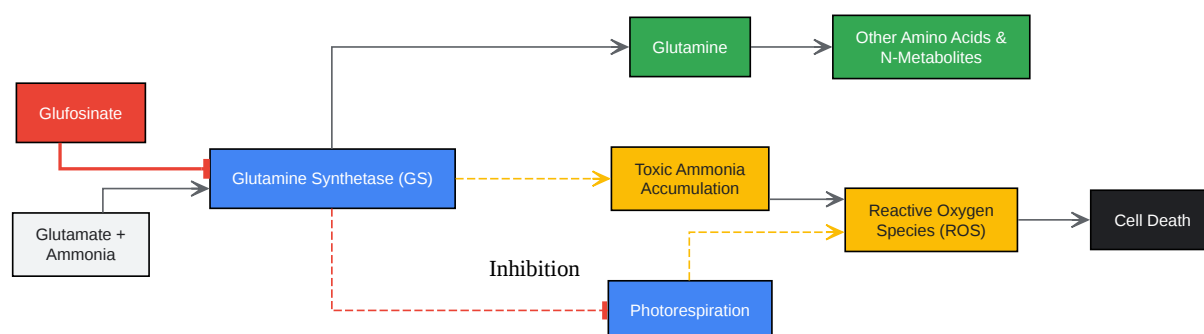 Glutamine
Other Amino Acids &
N-Metabolites
Glufosinate
Glutamine Synthetase (GS)
Toxic Ammonia
Accumulation
Glutamate +
Ammonia
Reactive Oxygen
Species (ROS)
Cell Death
Inhibition
Photorespiration